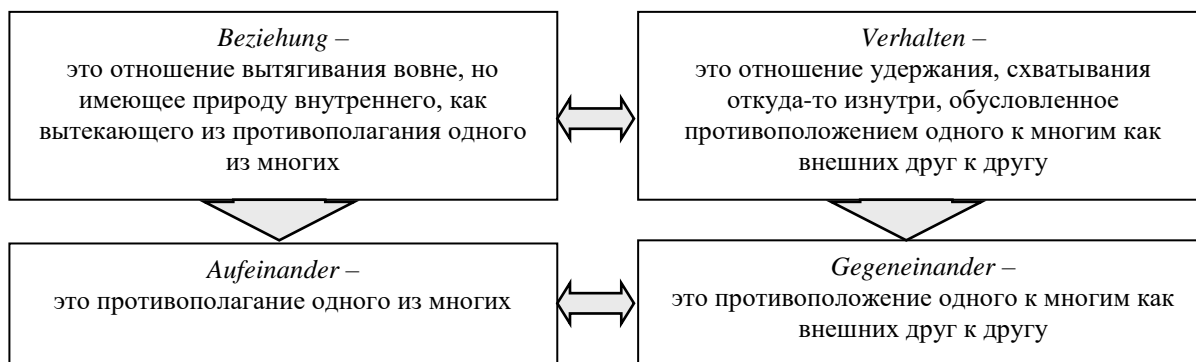 Beziehung –
это отношение вытягивания вовне, но
имеющее природу внутреннего, как
вытекающего из противополагания одного
из многих
Verhalten –
это отношение удержания, схватывания
откуда-то изнутри, обусловленное
противоположением одного к многим как
внешних друг к другу
Aufeinander –
это противополагание одного из многих
Gegeneinander –
это противоположение одного к многим как
внешних друг к другу